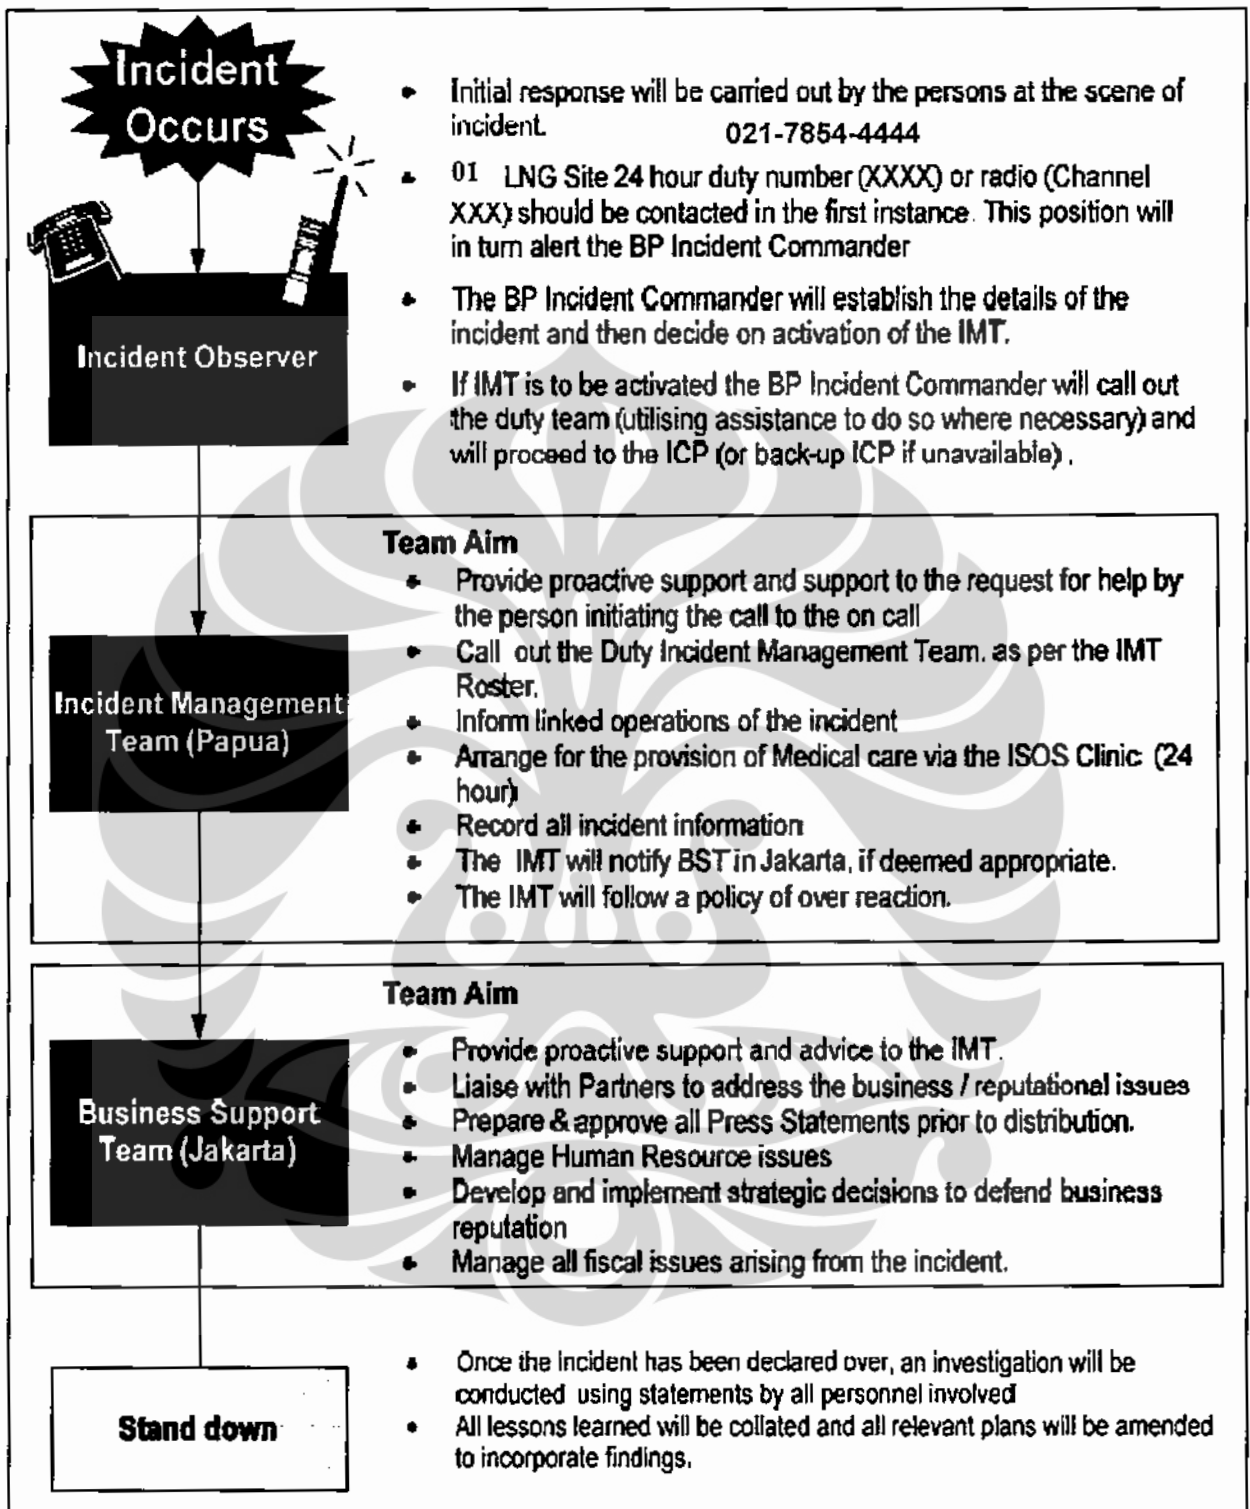 Incident
Occurs
Initial response will be carried out by the persons at the scene of
incident. 021-7854-4444
01 LNG Site 24 hour duty number (XXXX) or radio (Channel
XXX) should be contacted in the first instance. This position will
in turn alert the BP Incident Commander
Incident Observer
The BP Incident Commander will establish the details of the
incident and then decide on activation of the IMT.
If IMT is to be activated the BP Incident Commander will call out
the duty team (utilising assistance to do so where necessary) and
will proceed to the ICP (or back-up ICP if unavailable).
Incident Management
Team (Papua)
Team Aim
Provide proactive support and support to the request for help by
the person initiating the call to the on call
Call out the Duty Incident Management Team. as per the IMT
Roster.
Inform linked operations of the incident
Arrange for the provision of Medical care via the ISOS Clinic (24
hour)
Record all incident information
The IMT will notify BST in Jakarta, if deemed appropriate.
The IMT will follow a policy of over reaction.
Business Support
Team (Jakarta)
Team Aim
Provide proactive support and advice to the IMT.
Liaise with Partners to address the business / reputational issues
Prepare & approve all Press Statements prior to distribution.
Manage Human Resource issues
Develop and implement strategic decisions to defend business
reputation
Manage all fiscal issues arising from the incident.
Stand down
Once the incident has been declared over, an investigation will be
conducted using statements by all personnel involved
All lessons learned will be collated and all relevant plans will be amended
to incorporate findings.